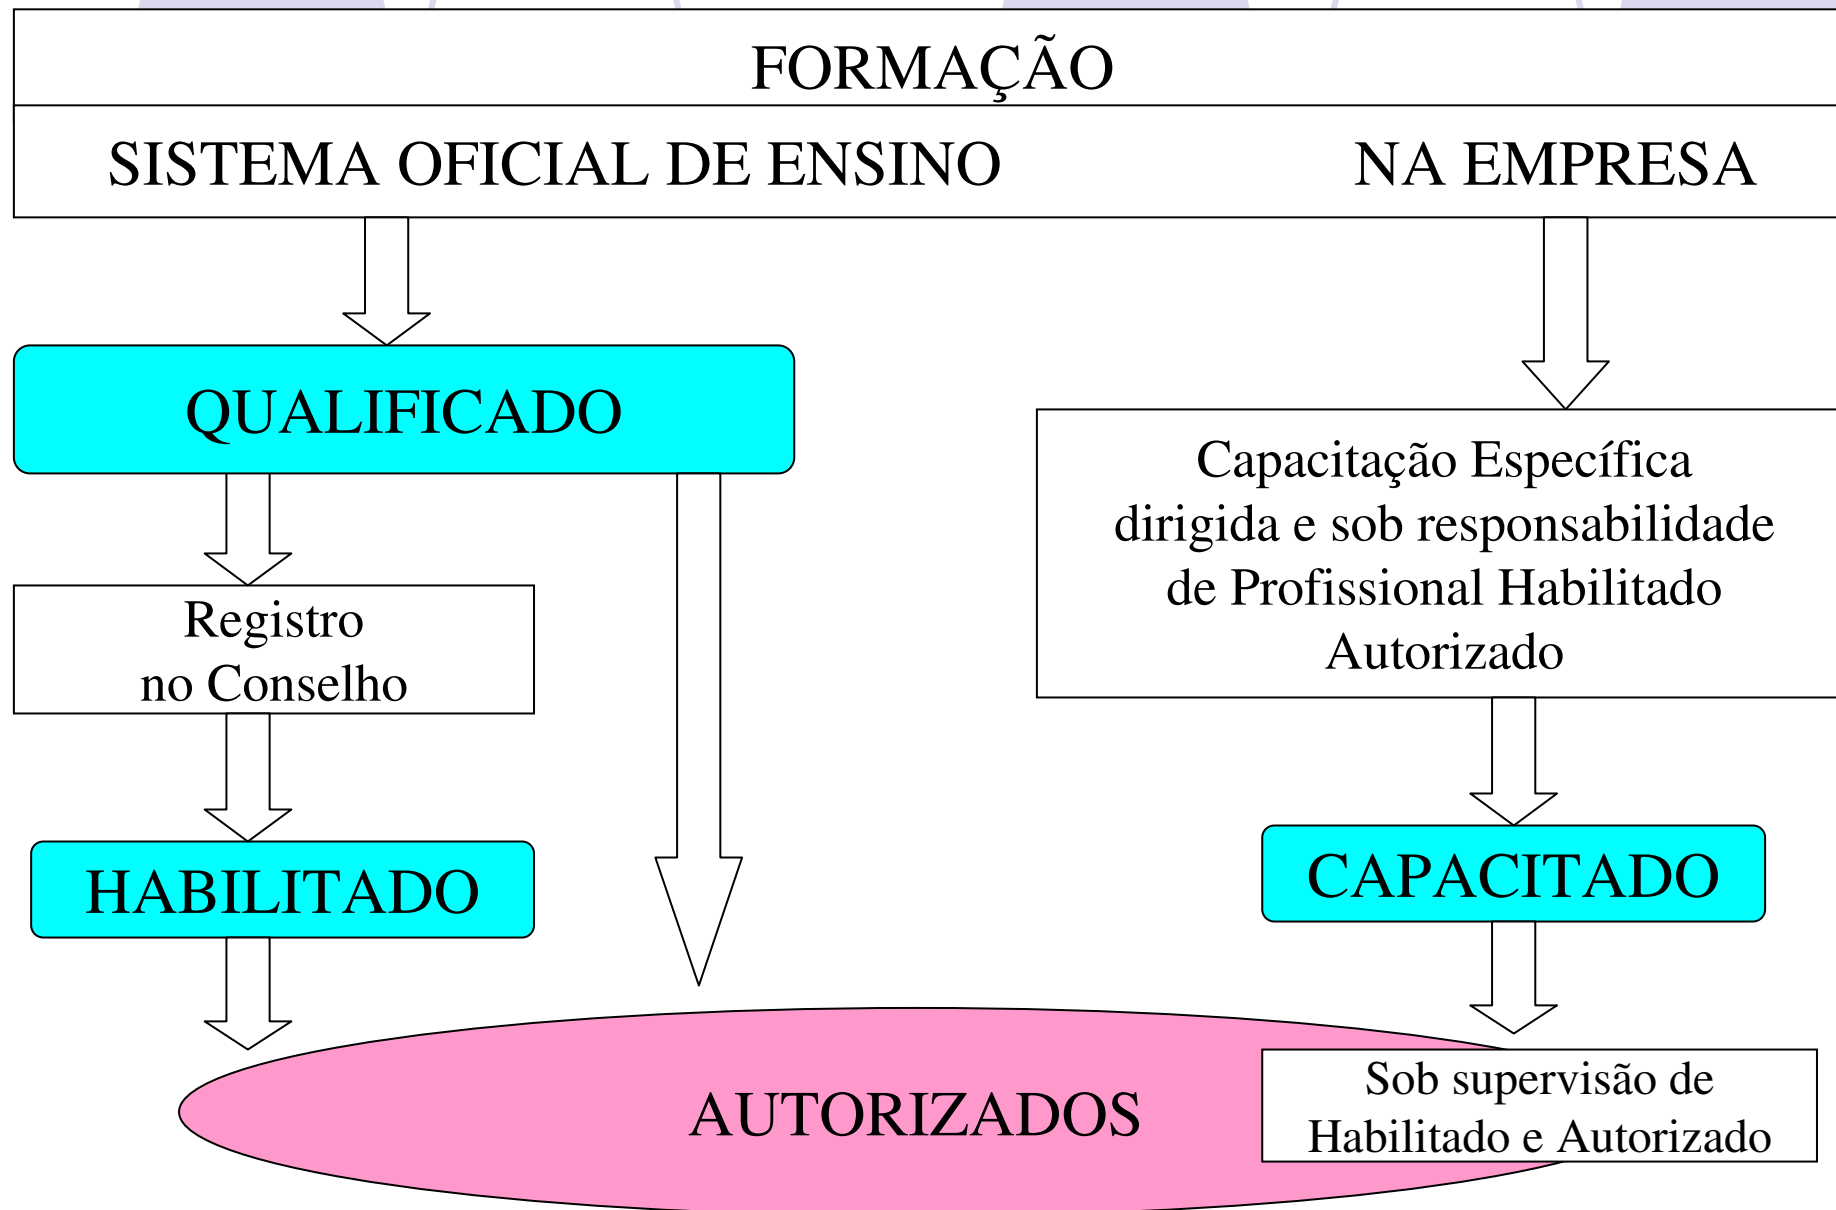 FORMAÇÃO
SISTEMA OFICIAL DE ENSINO
NA EMPRESA
QUALIFICADO
Capacitação Específica
dirigida e sob responsabilidade
de Profissional Habilitado
Autorizado
Registro
no Conselho
HABILITADO
CAPACITADO
AUTORIZADOS
Sob supervisão de
Habilitado e Autorizado